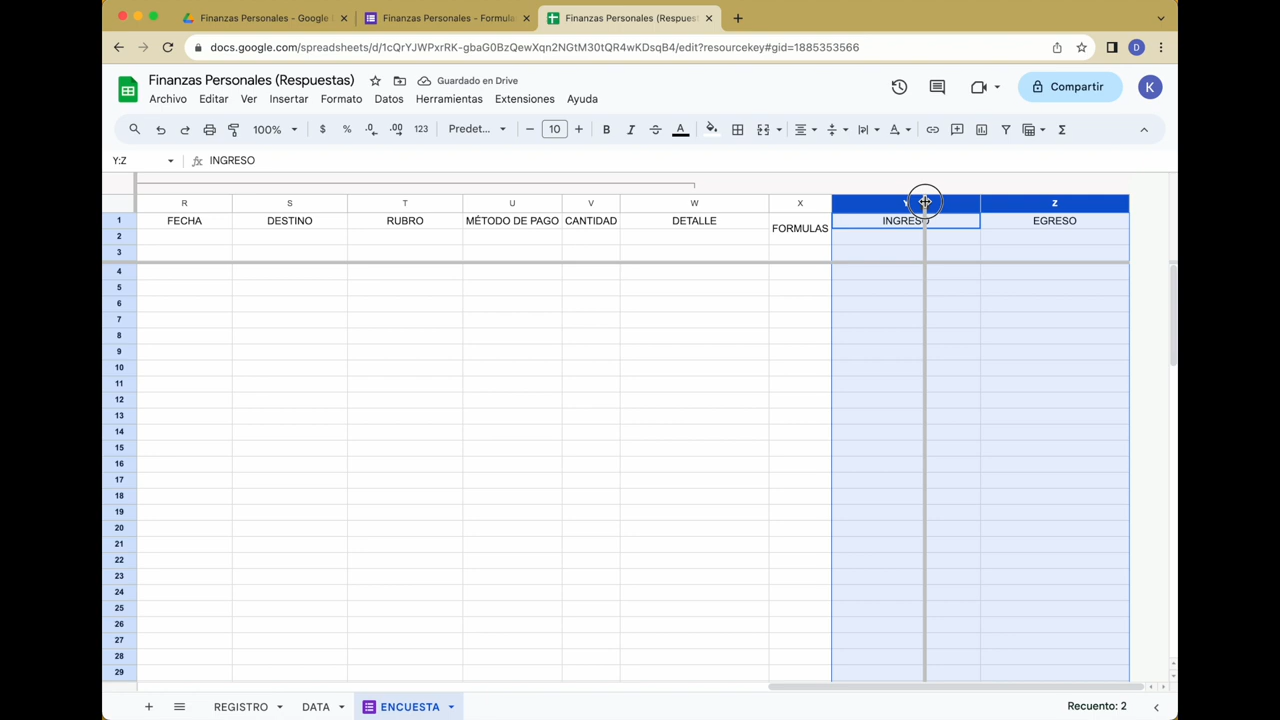 Finanzas Personales - Google
Finanzas Personales - Formula
Finanzas Personales (Respues
docs.google.com/spreadsheets/d/1cQrYJWPxrRK-gbaG0BzQewXqn2NGtM30tQR4wKDsqB4/edit?resourcekey#gid=1885353566
D
Finanzas Personales (Respuestas)
Guardado en Drive
Archivo Editar Ver Insertar Formato Datos Herramientas Extensiones Ayuda
Compartir
K
100% $ % .0 .00 123 Predet... 10 B I S A
Y:Z fx INGRESO
R S T U V W X Y Z
1 FECHA DESTINO RUBRO MÉTODO DE PAGO CANTIDAD DETALLE INGRESO EGRESO
FORMULAS
2
3
4
5
6
7
8
9
10
11
12
13
14
15
16
17
18
19
20
21
22
23
24
25
26
27
28
29
REGISTRO DATA ENCUESTA Recuento: 2